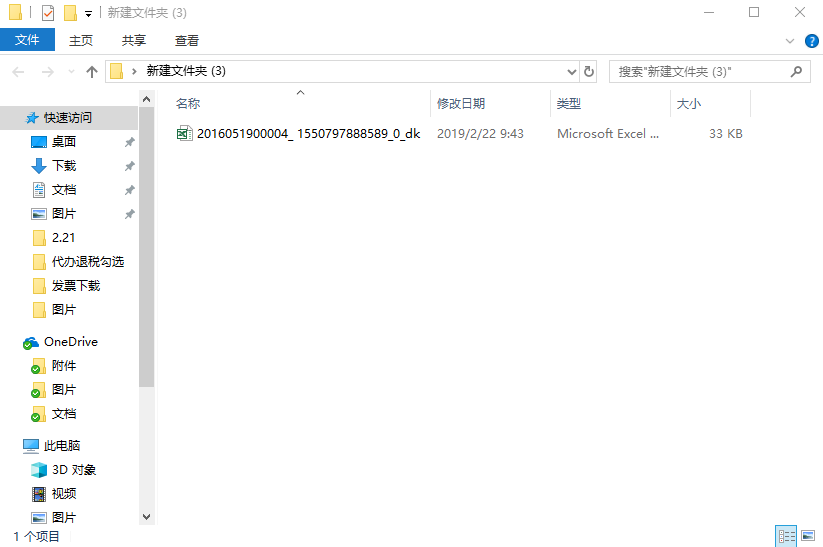 新建文件夹 (3)
文件 主页 共享 查看
新建文件夹 (3) 搜索"新建文件夹 (3)"
名称 修改日期 类型 大小
2016051900004_ 1550797888589_0_dk 2019/2/22 9:43 Microsoft Excel ... 33 KB
快速访问
桌面
下载
文档
图片
2.21
代办退税勾选
发票下载
图片
OneDrive
附件
图片
文档
此电脑
3D 对象
视频
图片
1 个项目